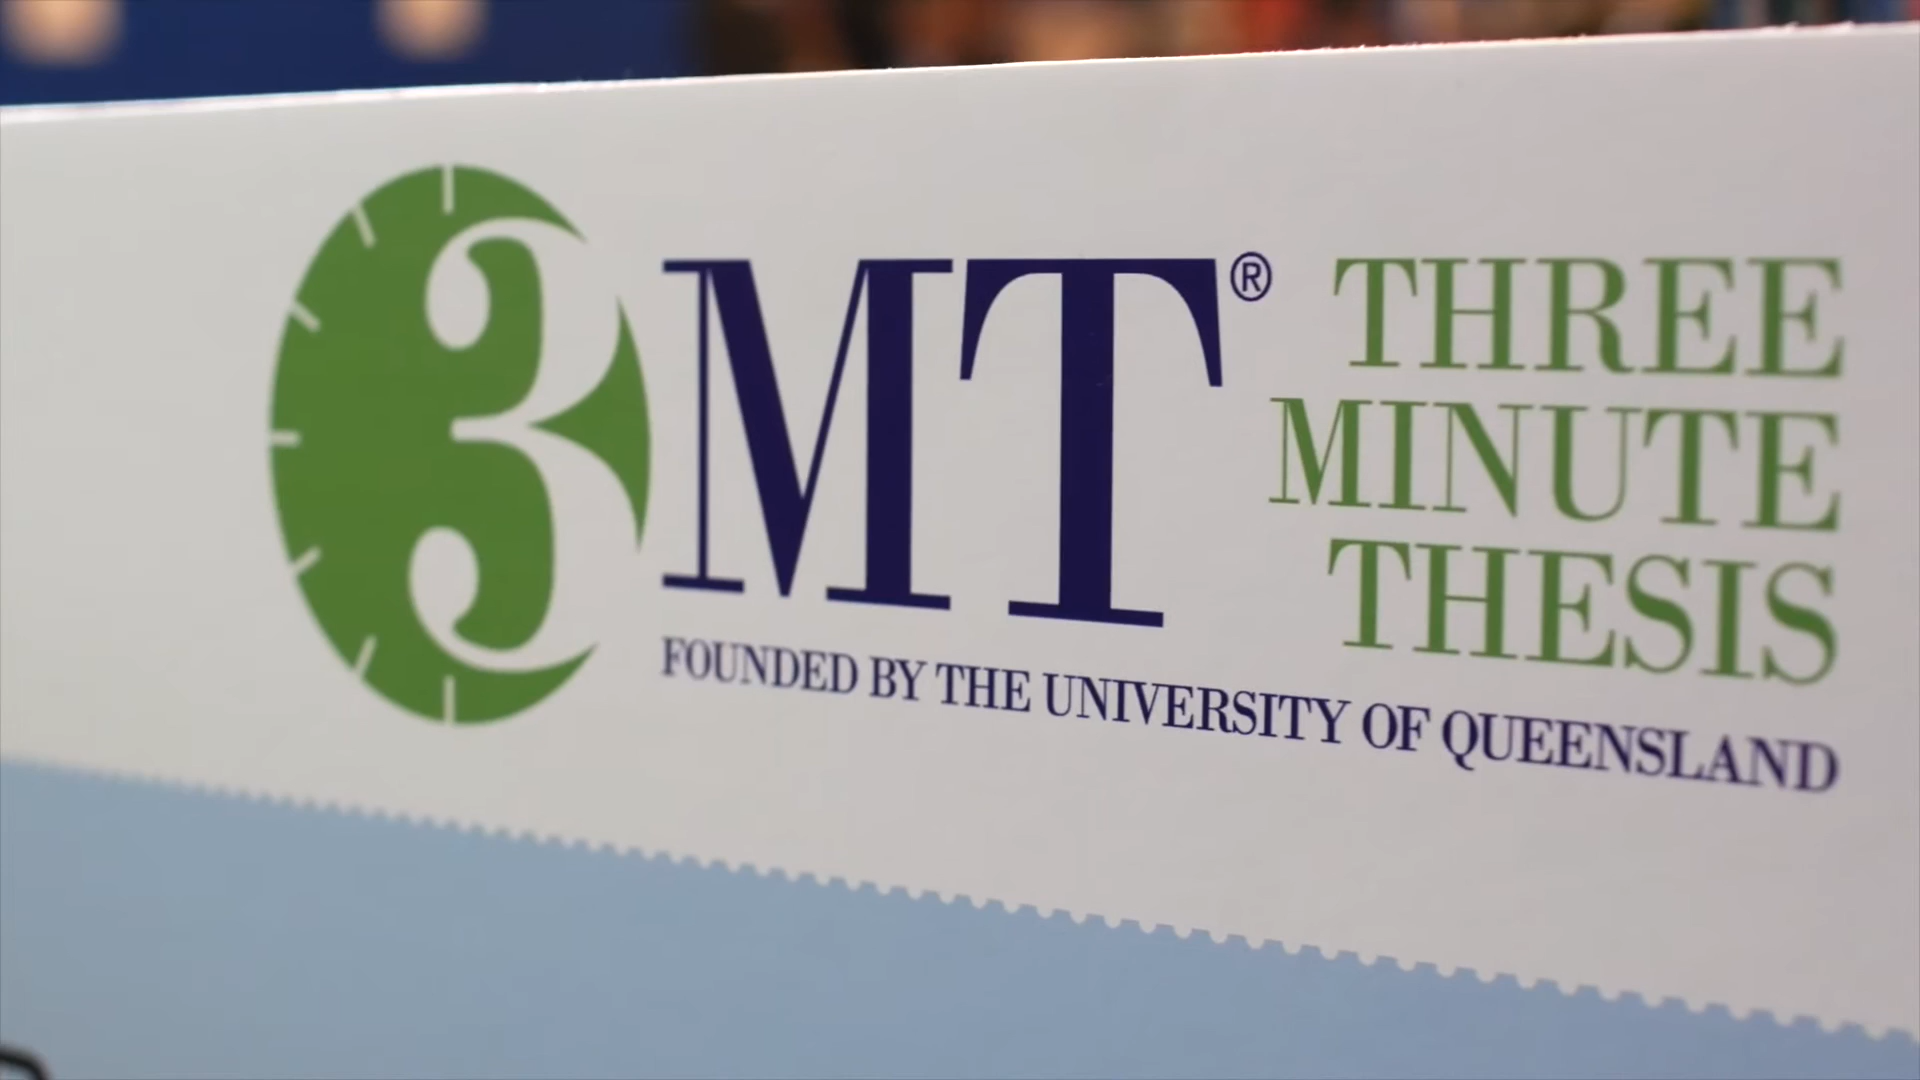 3MT®
THREE
MINUTE
THESIS
FOUNDED BY THE UNIVERSITY OF QUEENSLAND